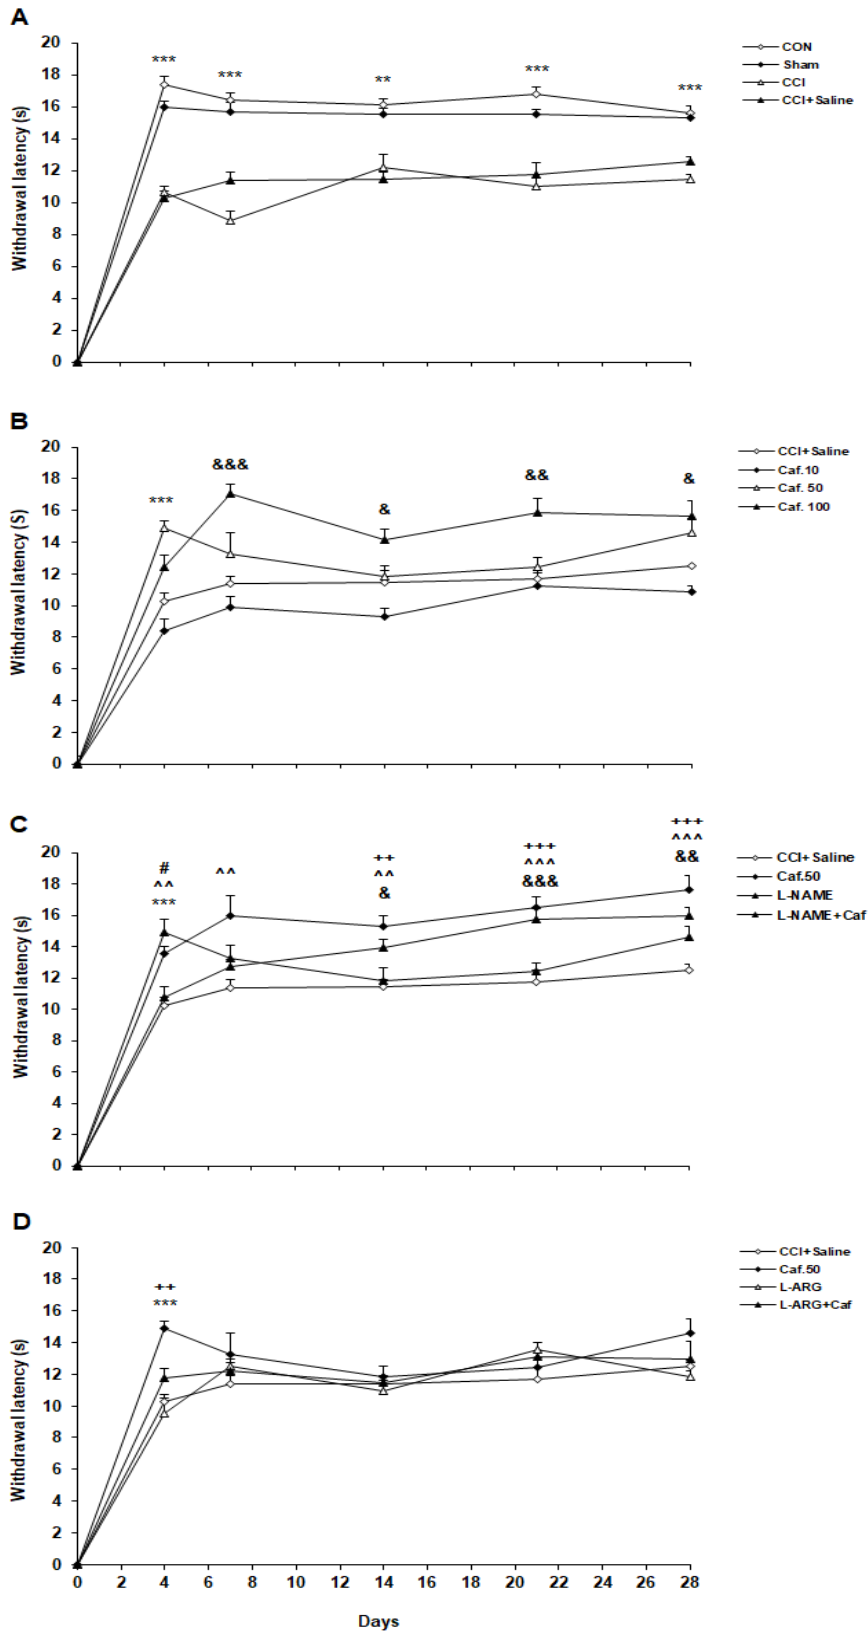 A
20
18
16
14
12
10
8
6
4
2
0
Withdrawal latency (s)
***
***
**
***
***
CON
Sham
CCI
CCI+Saline
B
20
18
16
14
12
10
8
6
4
2
0
Withdrawal latency (S)
***
&&&
&
&&
&
CCI+Saline
Caf.10
Caf. 50
Caf. 100
C
20
18
16
14
12
10
8
6
4
2
0
Withdrawal latency (s)
#
^^
***
^^
++
^^
&
+++
^^^
&&&
+++
^^^
&&
CCI+Saline
Caf.50
L-NAME
L-NAME+Caf
D
20
18
16
14
12
10
8
6
4
2
0
Withdrawal latency (s)
++
***
CCI+Saline
Caf.50
L-ARG
L-ARG+Caf
0 2 4 6 8 10 12 14 16 18 20 22 24 26 28
Days